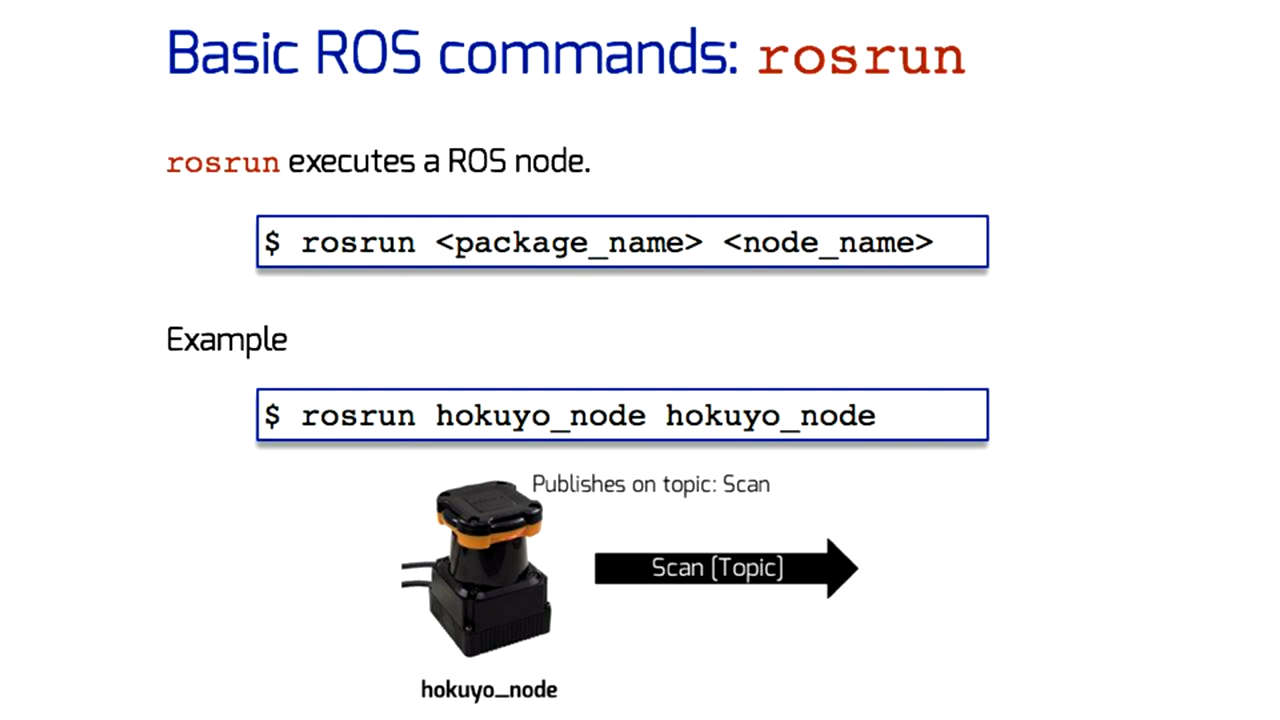 Basic ROS commands: rosrun
rosrun executes a ROS node.
$ rosrun <package_name> <node_name>
Example
$ rosrun hokuyo_node hokuyo_node
Publishes on topic: Scan
Scan (Topic)
hokuyo_node